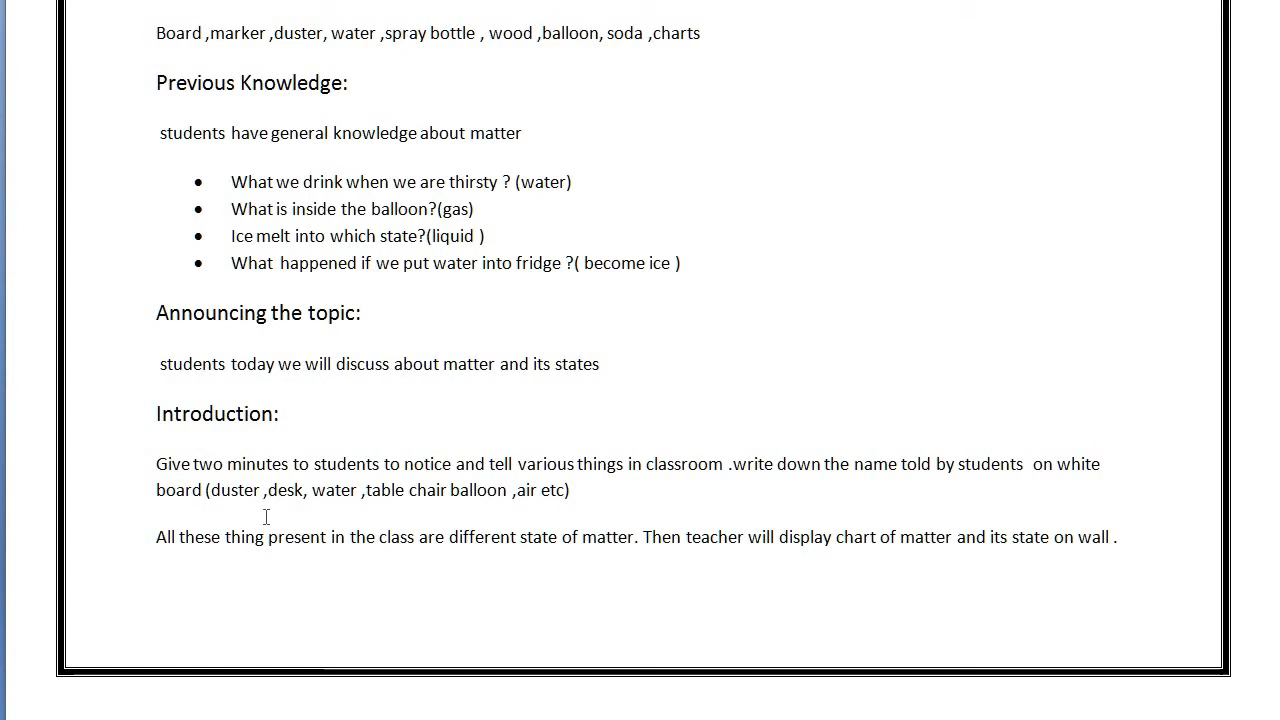 Board ,marker ,duster, water ,spray bottle , wood ,balloon, soda ,charts
Previous Knowledge:
students have general knowledge about matter
• What we drink when we are thirsty ? (water)
• What is inside the balloon?(gas)
• Ice melt into which state?(liquid )
• What happened if we put water into fridge ?( become ice )
Announcing the topic:
students today we will discuss about matter and its states
Introduction:
Give two minutes to students to notice and tell various things in classroom .write down the name told by students on white
board (duster ,desk, water ,table chair balloon ,air etc)
All these thing present in the class are different state of matter. Then teacher will display chart of matter and its state on wall .